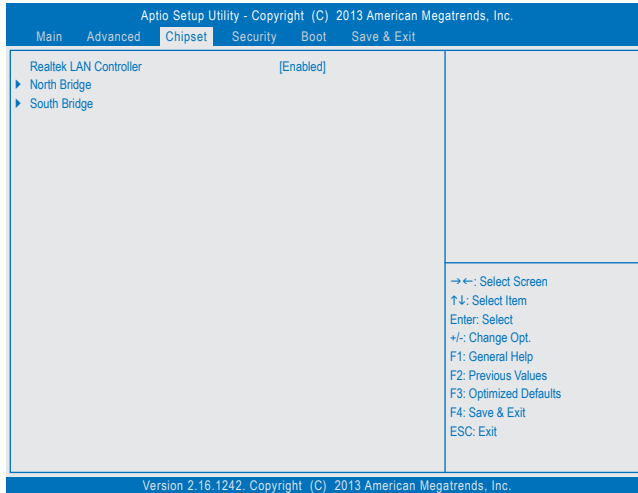 Aptio Setup Utility - Copyright (C) 2013 American Megatrends, Inc.
Main Advanced Chipset Security Boot Save & Exit
Realtek LAN Controller [Enabled]
North Bridge
South Bridge
→←: Select Screen
↑↓: Select Item
Enter: Select
+/-: Change Opt.
F1: General Help
F2: Previous Values
F3: Optimized Defaults
F4: Save & Exit
ESC: Exit
Version 2.16.1242. Copyright (C) 2013 American Megatrends, Inc.